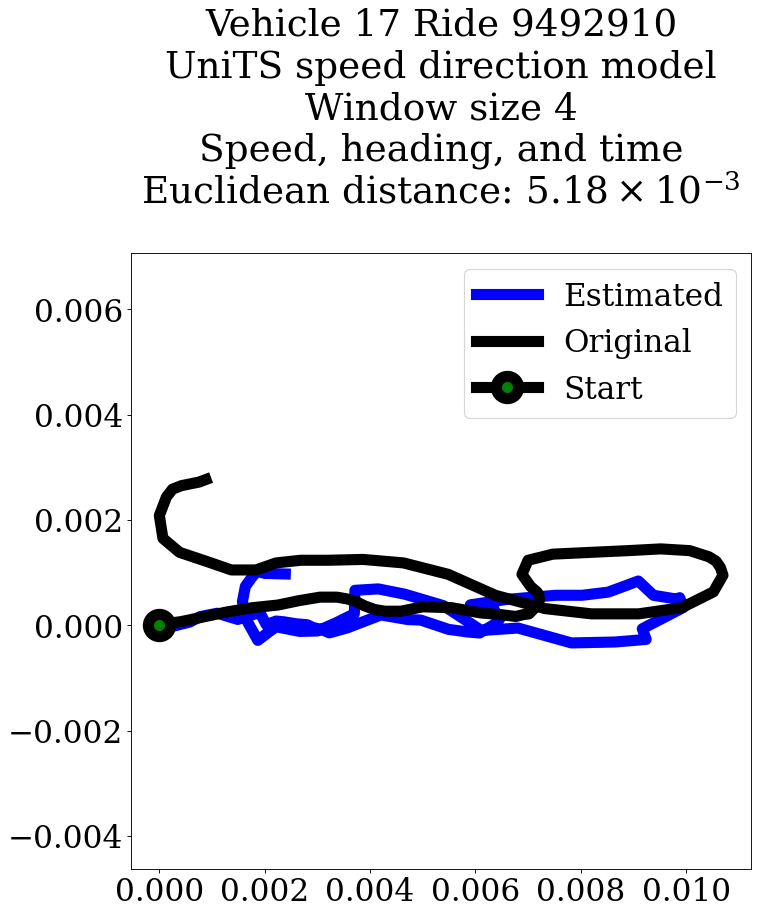 Vehicle 17 Ride 9492910
UniTS speed direction model
Window size 4
Speed, heading, and time
Euclidean distance: 5.18 × 10⁻³
Estimated
Original
Start
0.006
0.004
0.002
0.000
−0.002
−0.004
0.000 0.002 0.004 0.006 0.008 0.010